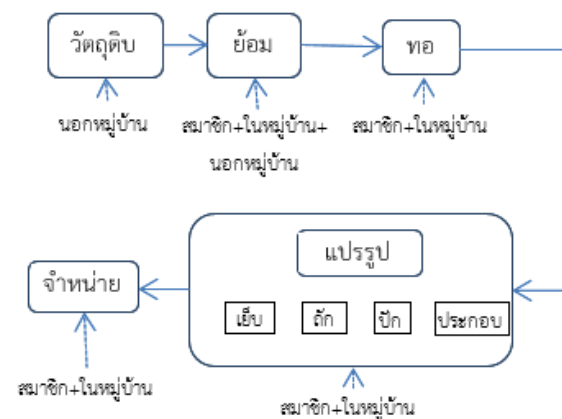 วัตถุดิบ
ย้อม
ทอ
นอกหมู่บ้าน
สมาชิก+ในหมู่บ้าน+
นอกหมู่บ้าน
สมาชิก+ในหมู่บ้าน
แปรรูป
เย็บ
ถัก
ปัก
ประกอบ
จำหน่าย
สมาชิก+ในหมู่บ้าน
สมาชิก+ในหมู่บ้าน